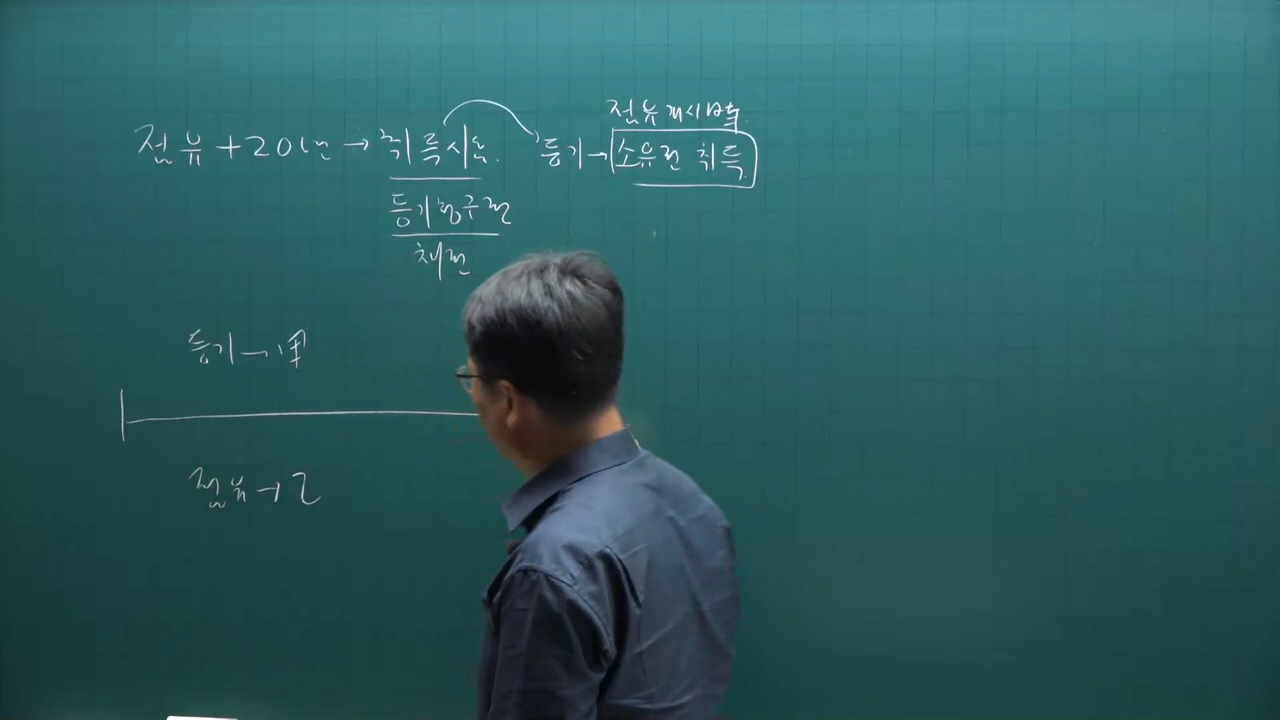 점유 개시 때
점유 + 20년 → 취득시효. 등기 → 소유권 취득
등기청구권
채권
등기 → 甲
점유 → 乙